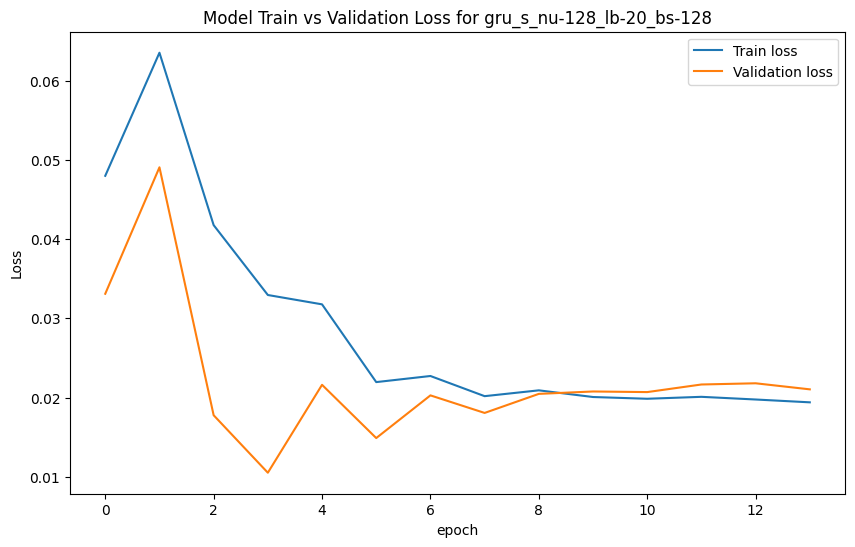 Model Train vs Validation Loss for gru_s_nu-128_lb-20_bs-128
Train loss
Validation loss
0.06
0.05
0.04
0.03
0.02
0.01
Loss
0 2 4 6 8 10 12
epoch